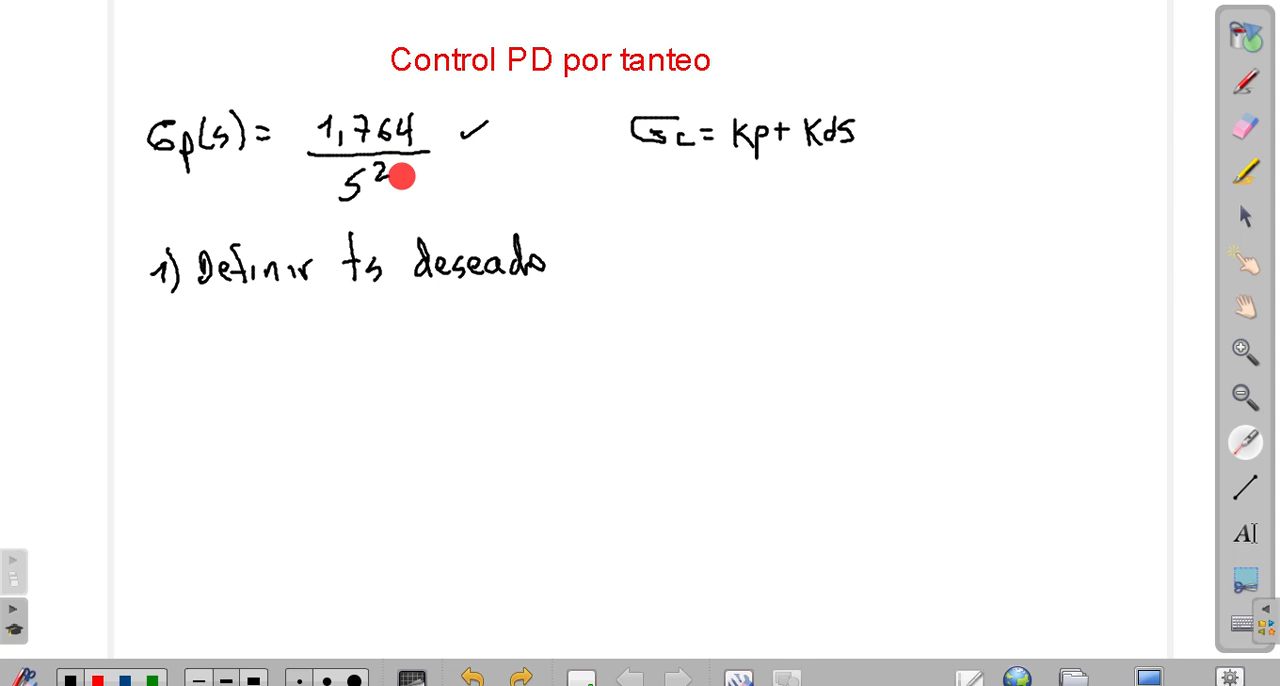 Control PD por tanteo
Gp(s) = 1,764 / s² ✓
Gc = Kp + Kds
1) Definir ts deseado